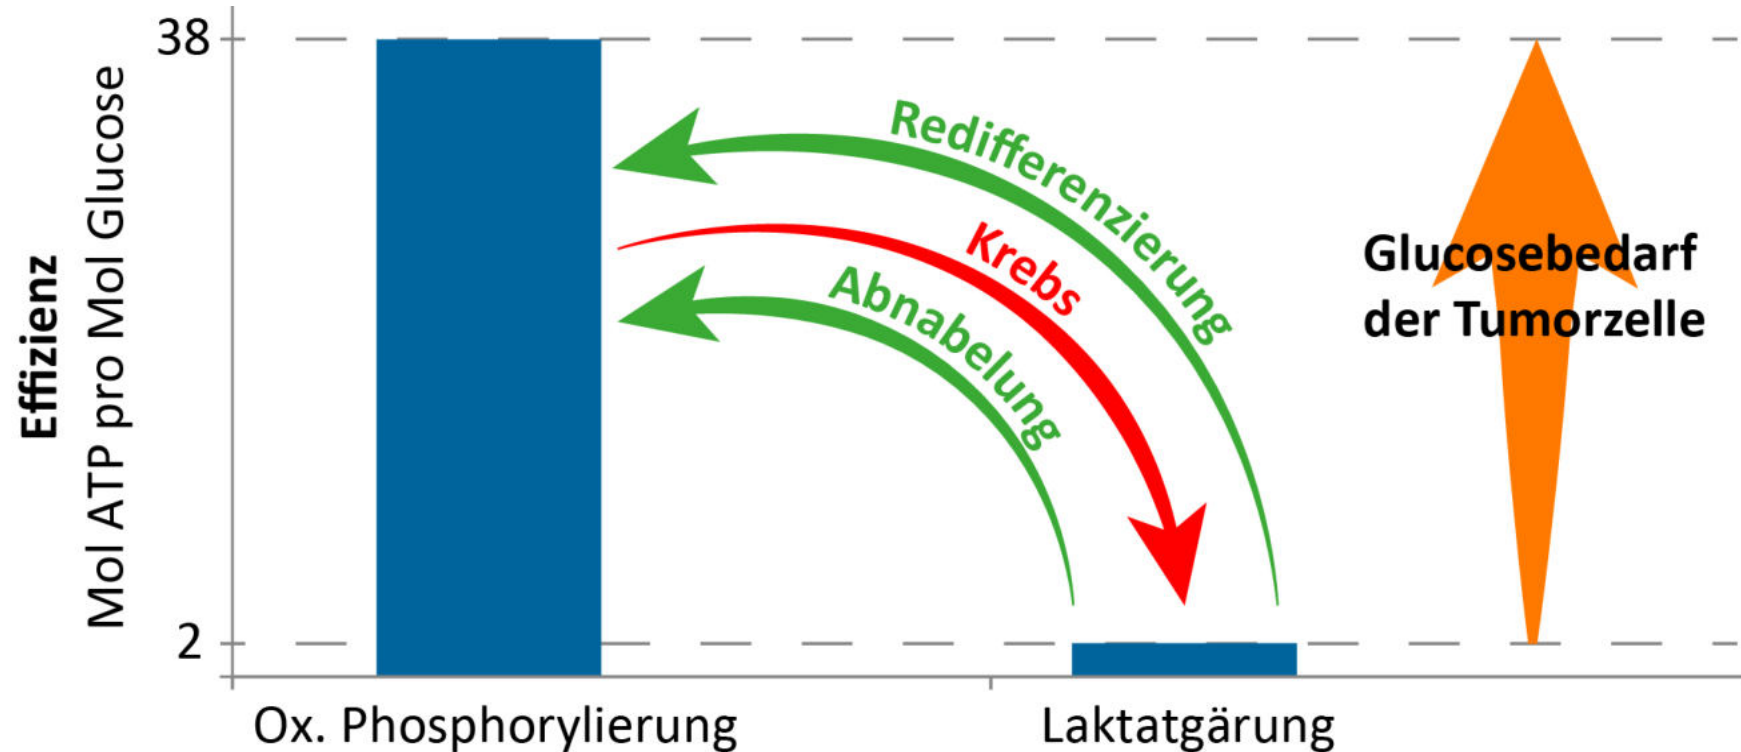 Effizienz
Mol ATP pro Mol Glucose
38
2
Redifferenzierung
Krebs
Abnabelung
Glucosebedarf
der Tumorzelle
Ox. Phosphorylierung
Laktatgärung